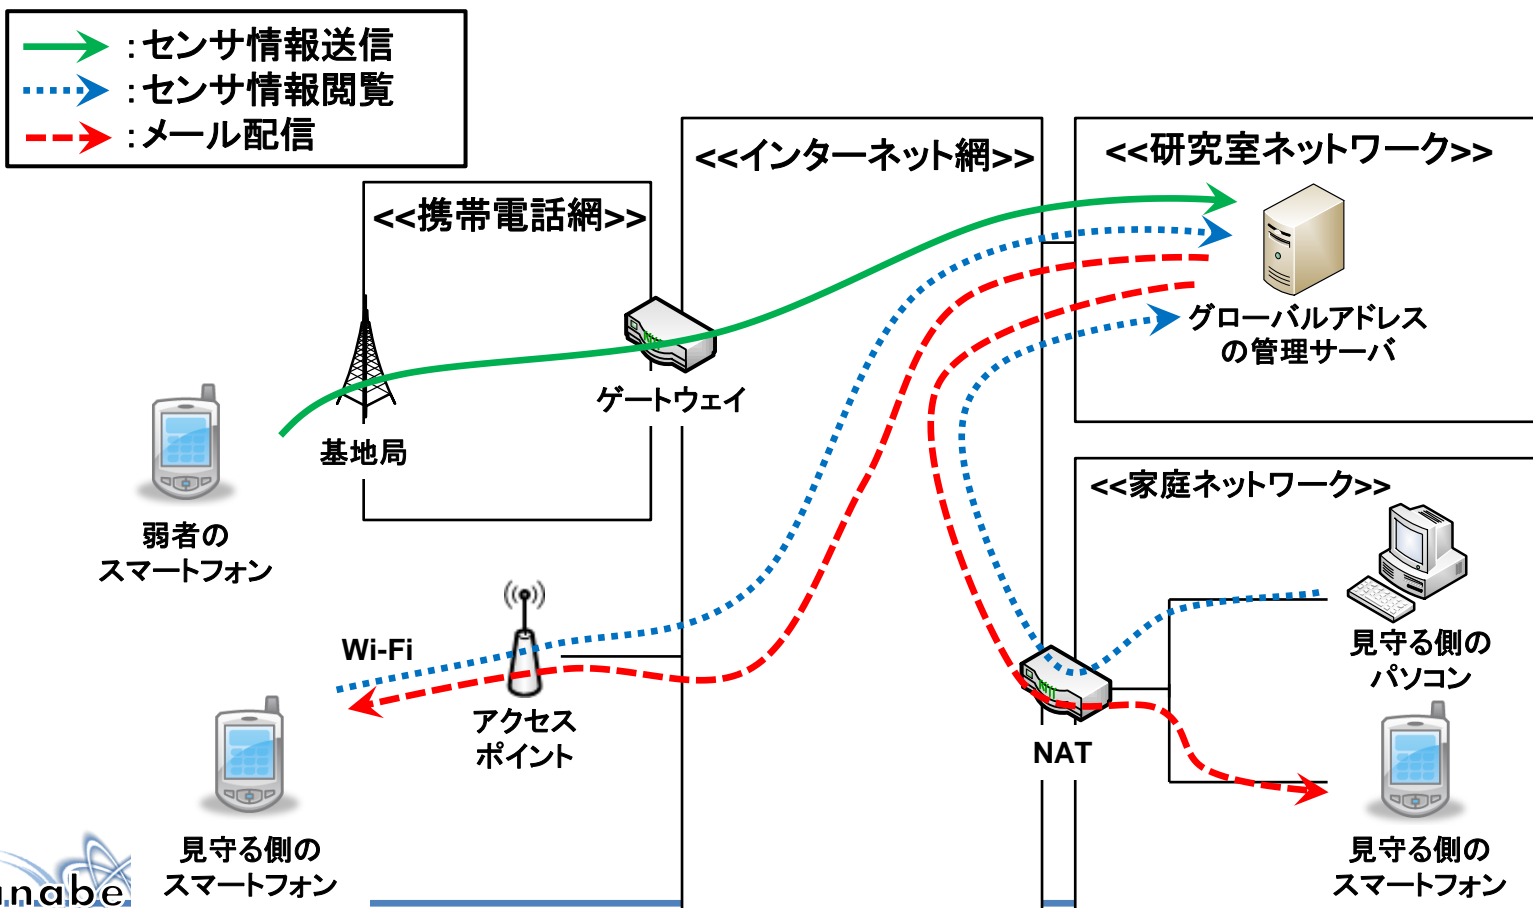 ：センサ情報送信
：センサ情報閲覧
：メール配信
<<携帯電話網>>
<<インターネット網>>
<<研究室ネットワーク>>
グローバルアドレス
の管理サーバ
ゲートウェイ
基地局
弱者の
スマートフォン
<<家庭ネットワーク>>
見守る側の
パソコン
Wi-Fi
アクセス
ポイント
NAT
見守る側の
スマートフォン
見守る側の
スマートフォン
anabe